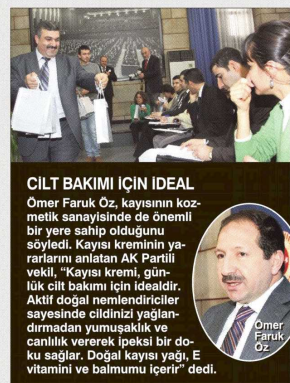 CİLT BAKIMI İÇİN İDEAL
Ömer Faruk Öz, kayısının koz-
metik sanayisinde de önemli
bir yere sahip olduğunu
söyledi. Kayısı kreminin ya-
rarlarını anlatan AK Partili
vekil, “Kayısı kremi, gün-
lük cilt bakımı için idealdir.
Aktif doğal nemlendiriciler
sayesinde cildinizi yağlan-
dırmadan yumuşaklık ve
canlılık vererek ipeksi bir do-
ku sağlar. Doğal kayısı yağı, E
vitamini ve balmumu içerir” dedi.
Ömer
Faruk
Öz